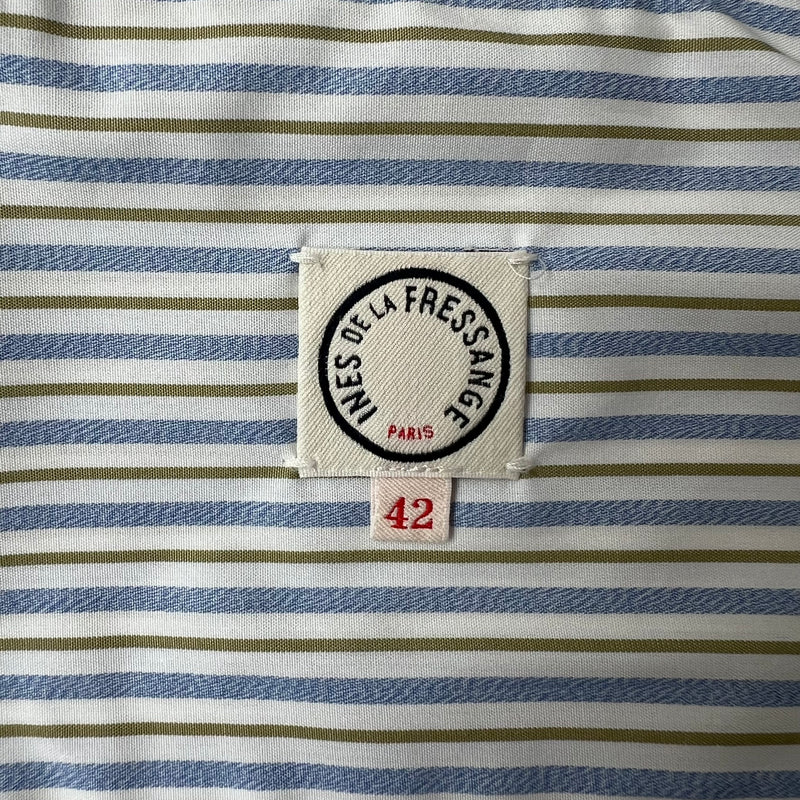 INES DE LA FRESSANGE
PARIS
42